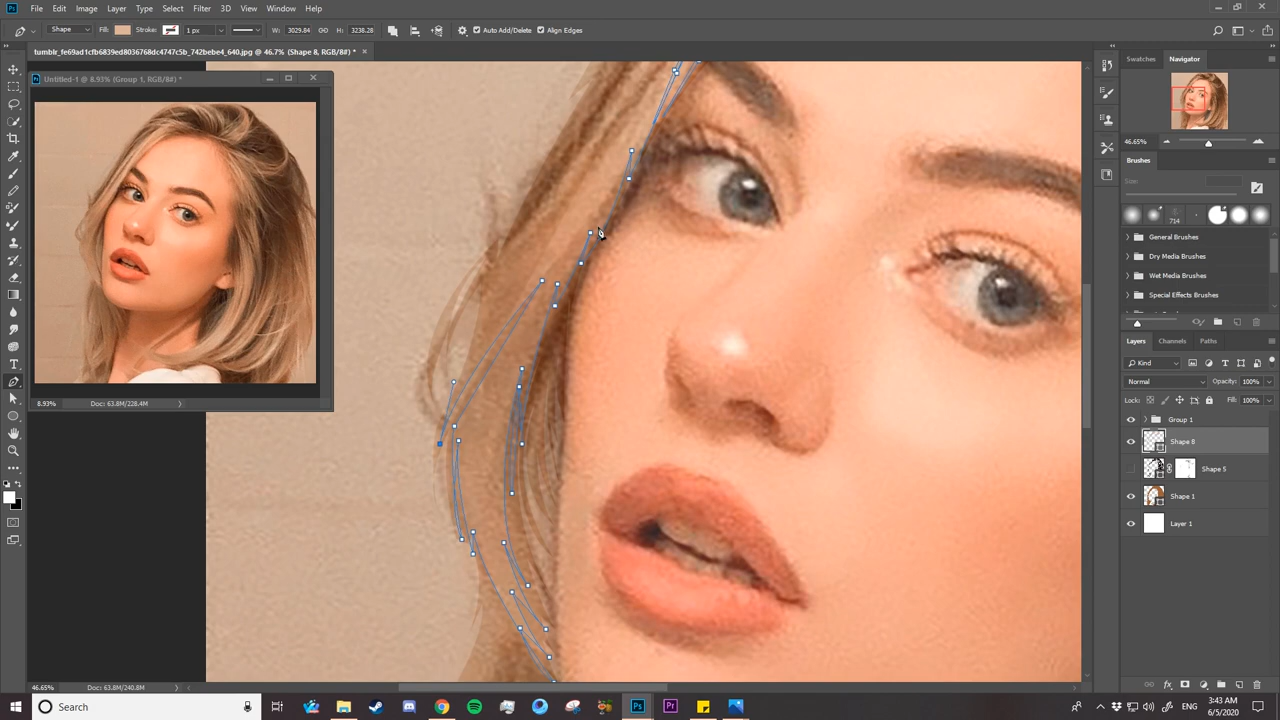 File Edit Image Layer Type Select Filter 3D View Window Help
Shape Fill: Stroke: 1 px W: 3029.84 H: 3238.28 Auto Add/Delete Align Edges
tumblr_fe69ad1cfb6839ed8036768dc4747c5b_742bebe4_640.jpg @ 46.7% (Shape 8, RGB/8#) *
Untitled-1 @ 8.93% (Group 1, RGB/8#) *
8.93% Doc: 63.8M/228.4M
Swatches Navigator
46.65%
Brushes
Size:
714
General Brushes
Dry Media Brushes
Wet Media Brushes
Special Effects Brushes
Layers Channels Paths
Kind
Normal Opacity: 100%
Lock: Fill: 100%
Group 1
Shape 8
Shape 5
Shape 1
Layer 1
46.65% Doc: 63.8M/240.8M
Search
ENG
3:43 AM
6/5/2020